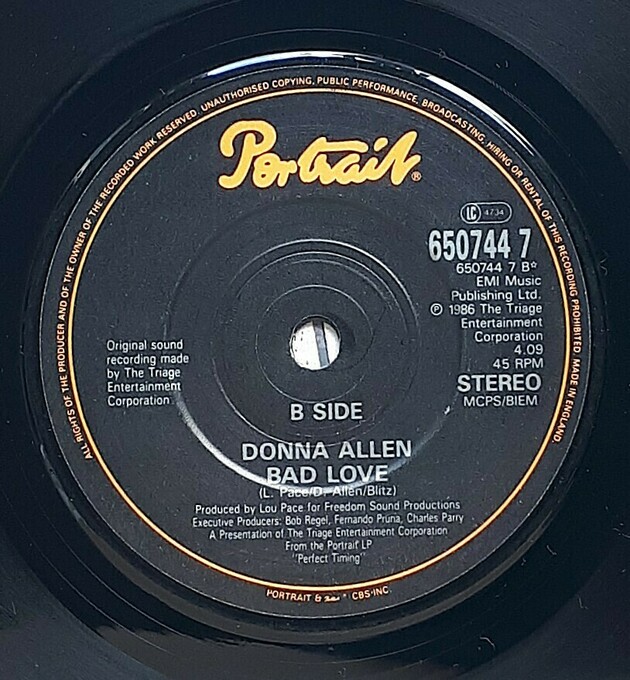 ALL RIGHTS OF THE PRODUCER AND OF THE OWNER OF THE RECORDED WORK RESERVED. UNAUTHORISED COPYING, PUBLIC PERFORMANCE, BROADCASTING, HIRING OR RENTAL OF THIS RECORDING PROHIBITED. MADE IN ENGLAND.
Portrait®
LC 4734
650744 7
650744 7 B☆
EMI Music
Publishing Ltd.
℗ 1986 The Triage
Entertainment
Corporation
4.09
45 RPM
STEREO
MCPS/BIEM
Original sound
recording made
by The Triage
Entertainment
Corporation
B SIDE
DONNA ALLEN
BAD LOVE
(L. Pace/D. Allen/Blitz)
Produced by Lou Pace for Freedom Sound Productions
Executive Producers: Bob Regel, Fernando Pruna, Charles Parry
A Presentation of The Triage Entertainment Corporation
From the Portrait LP
"Perfect Timing"
PORTRAIT & CBS·INC.